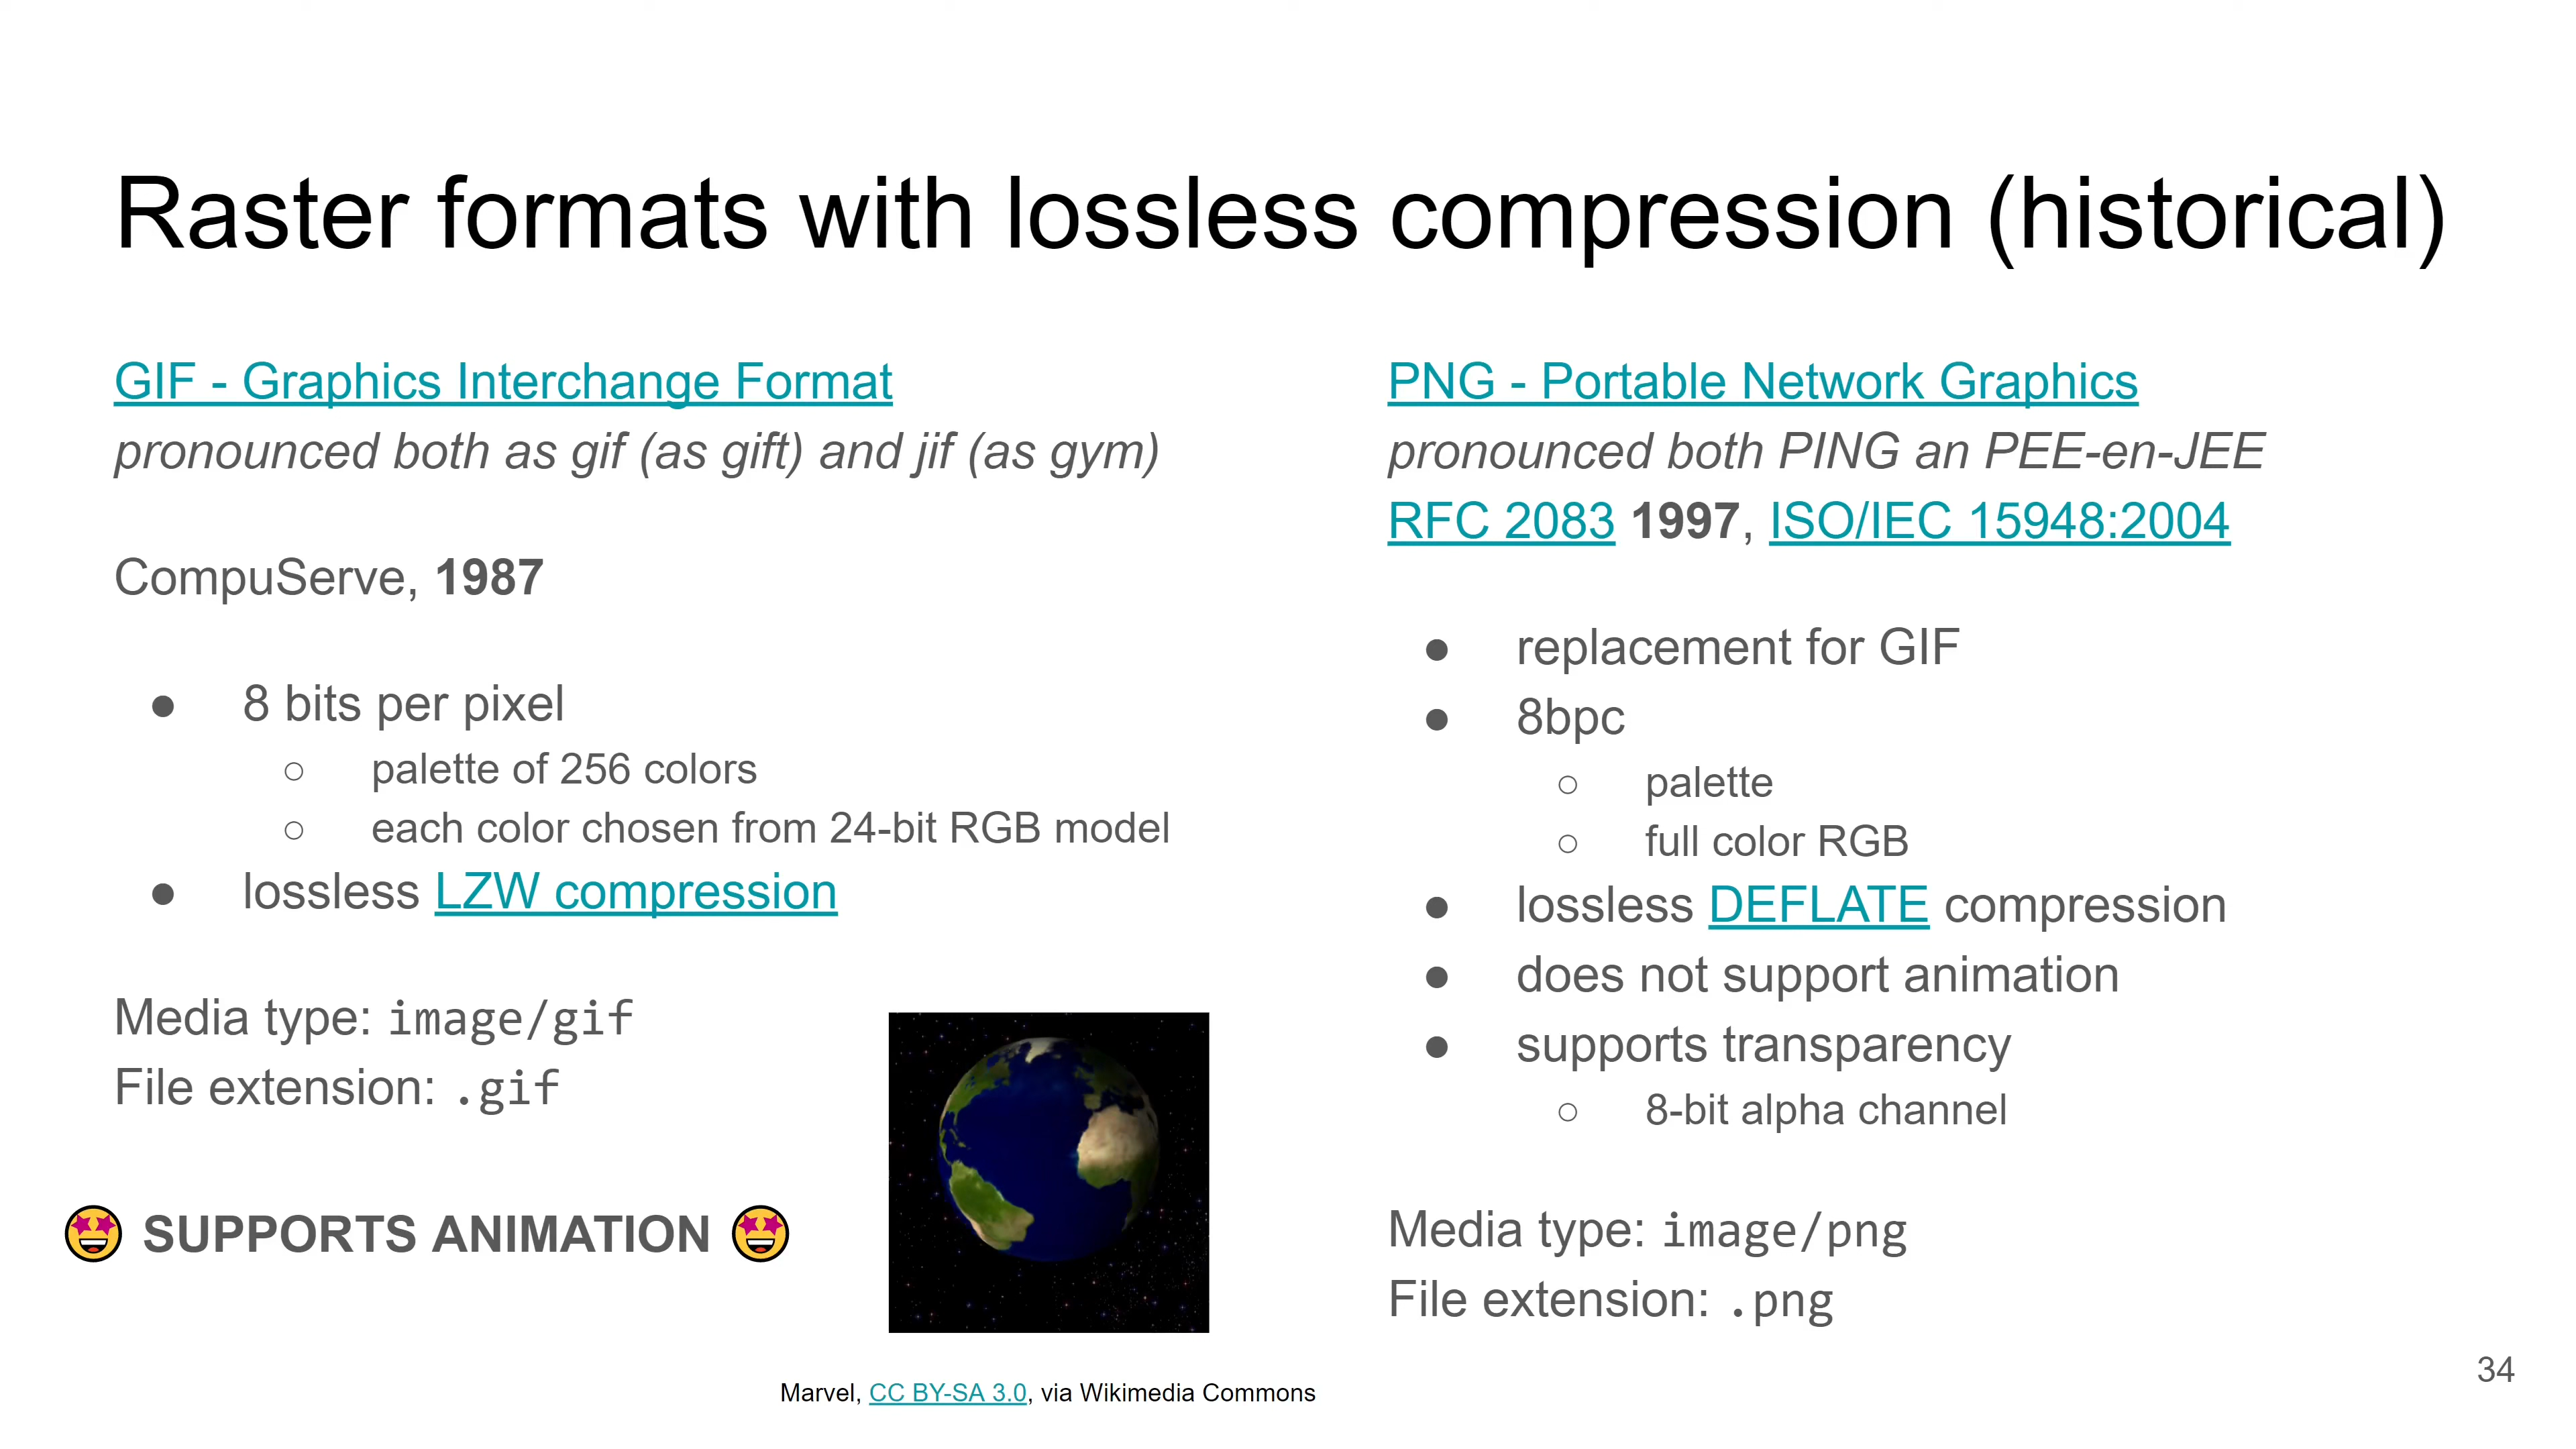 Raster formats with lossless compression (historical)
GIF - Graphics Interchange Format
pronounced both as gif (as gift) and jif (as gym)
CompuServe, 1987
● 8 bits per pixel
○ palette of 256 colors
○ each color chosen from 24-bit RGB model
● lossless LZW compression
Media type: image/gif
File extension: .gif
🤩 SUPPORTS ANIMATION 🤩
Marvel, CC BY-SA 3.0, via Wikimedia Commons
PNG - Portable Network Graphics
pronounced both PING an PEE-en-JEE
RFC 2083 1997, ISO/IEC 15948:2004
● replacement for GIF
● 8bpc
○ palette
○ full color RGB
● lossless DEFLATE compression
● does not support animation
● supports transparency
○ 8-bit alpha channel
Media type: image/png
File extension: .png
34